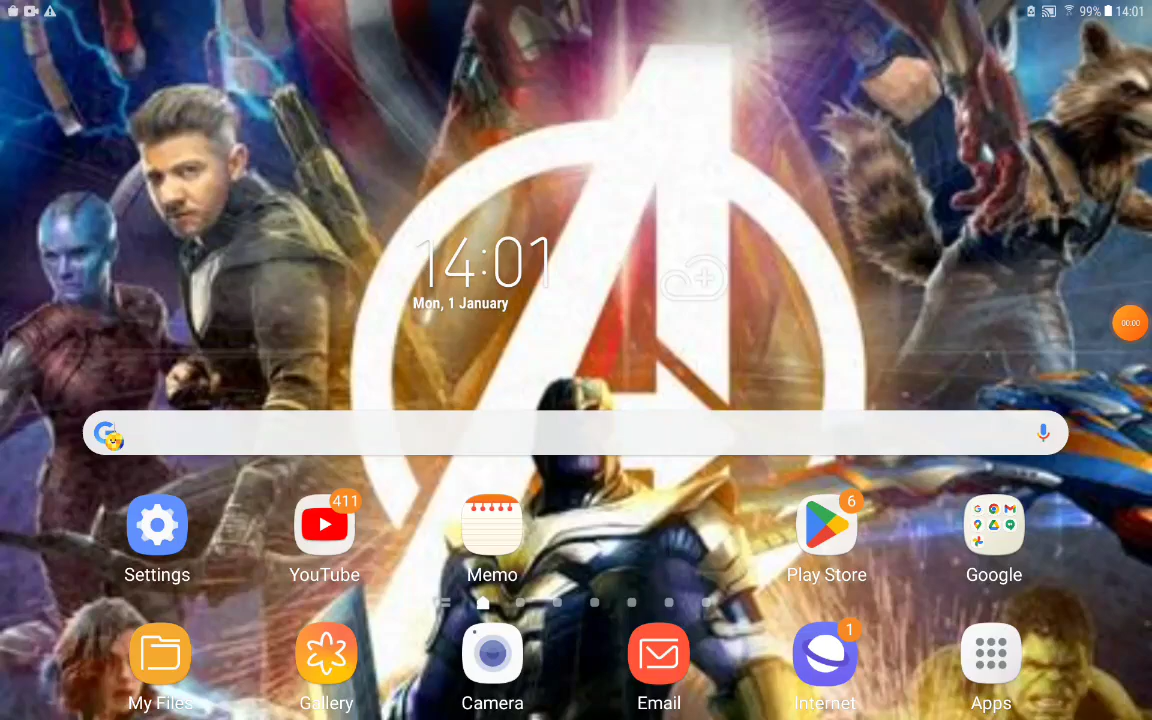 99% 14:01
14:01
Mon, 1 January
00:00
411
6
Settings
YouTube
Memo
Play Store
Google
1
My Files
Gallery
Camera
Email
Internet
Apps